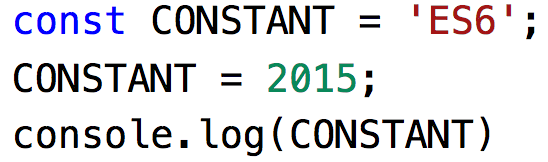 const CONSTANT = 'ES6';
CONSTANT = 2015;
console.log(CONSTANT)